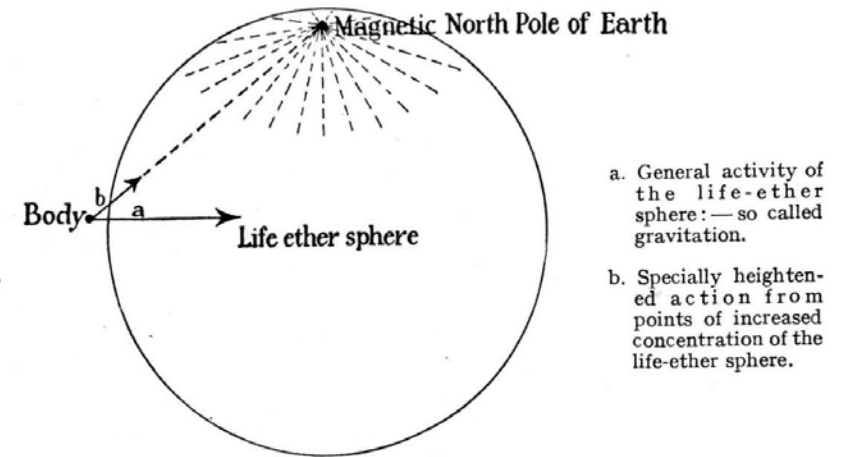 Magnetic North Pole of Earth
b
Body
a
Life ether sphere
a. General activity of
the life-ether
sphere:—so called
gravitation.
b. Specially heighten-
ed action from
points of increased
concentration of the
life-ether sphere.